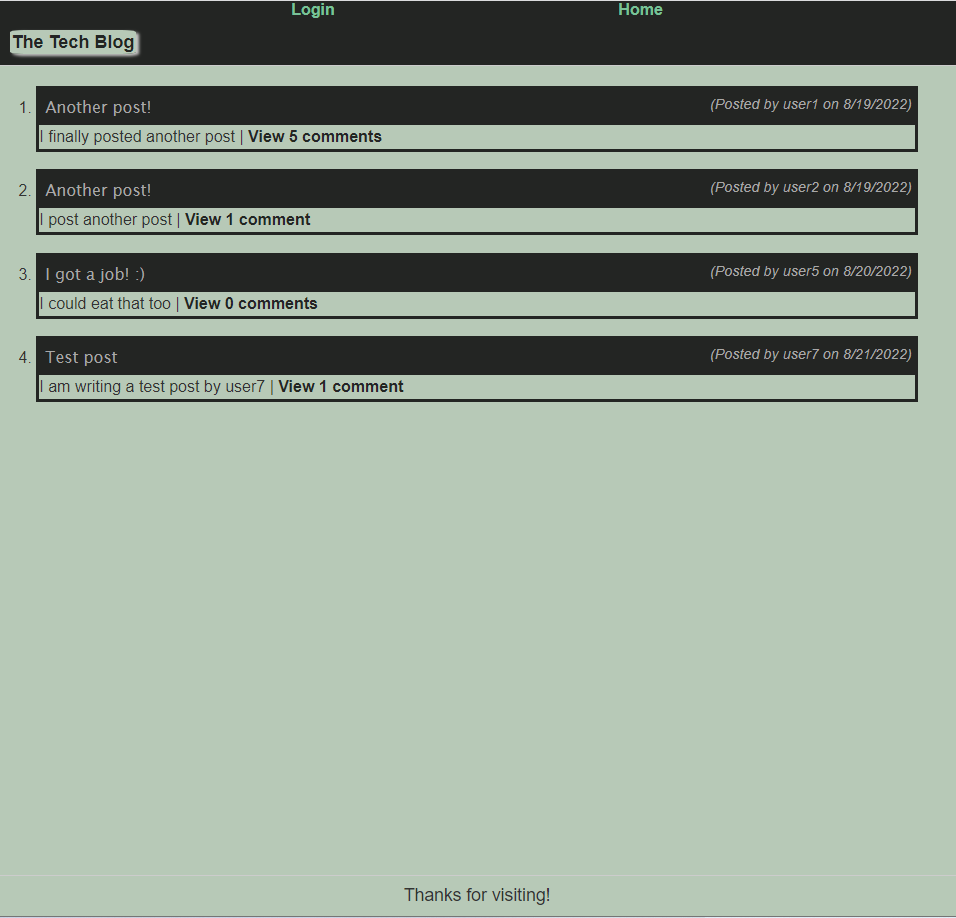 Login Home
The Tech Blog
1. Another post! (Posted by user1 on 8/19/2022)
I finally posted another post | View 5 comments
2. Another post! (Posted by user2 on 8/19/2022)
I post another post | View 1 comment
3. I got a job! :) (Posted by user5 on 8/20/2022)
I could eat that too | View 0 comments
4. Test post (Posted by user7 on 8/21/2022)
I am writing a test post by user7 | View 1 comment
Thanks for visiting!